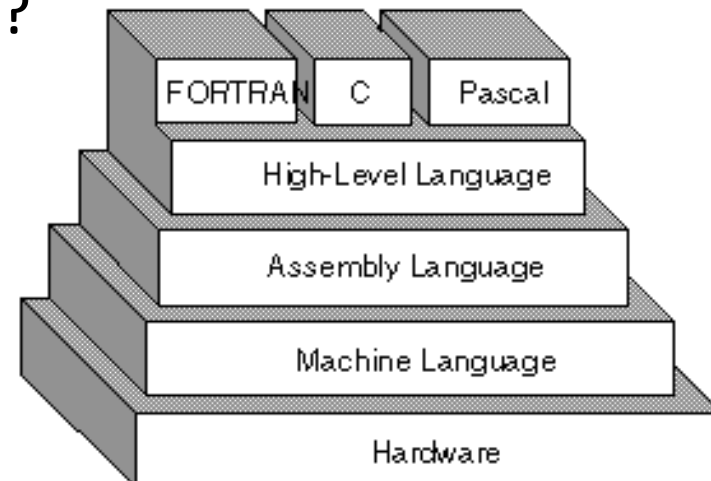 ?
FORTRAN C Pascal
High-Level Language
Assembly Language
Machine Language
Hardware